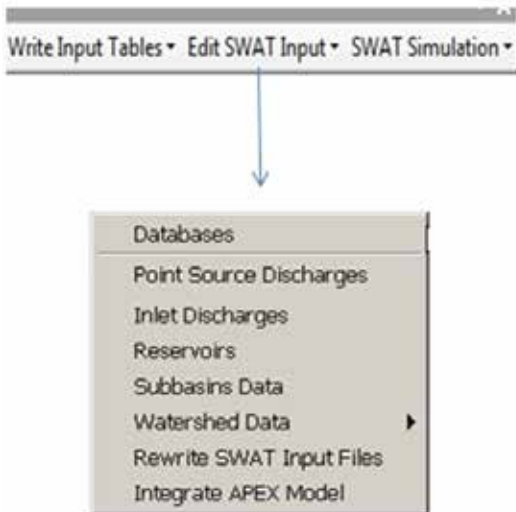 Write Input Tables Edit SWAT Input SWAT Simulation
Databases
Point Source Discharges
Inlet Discharges
Reservoirs
Subbasins Data
Watershed Data
Rewrite SWAT Input Files
Integrate APEX Model